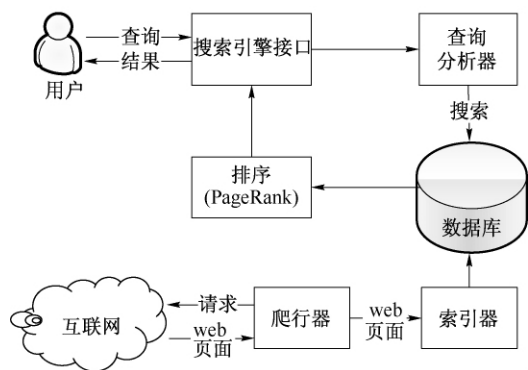 查询
结果
用户
搜索引擎接口
查询
分析器
搜索
排序
(PageRank)
数据库
互联网
请求
web
页面
爬行器
web
页面
索引器